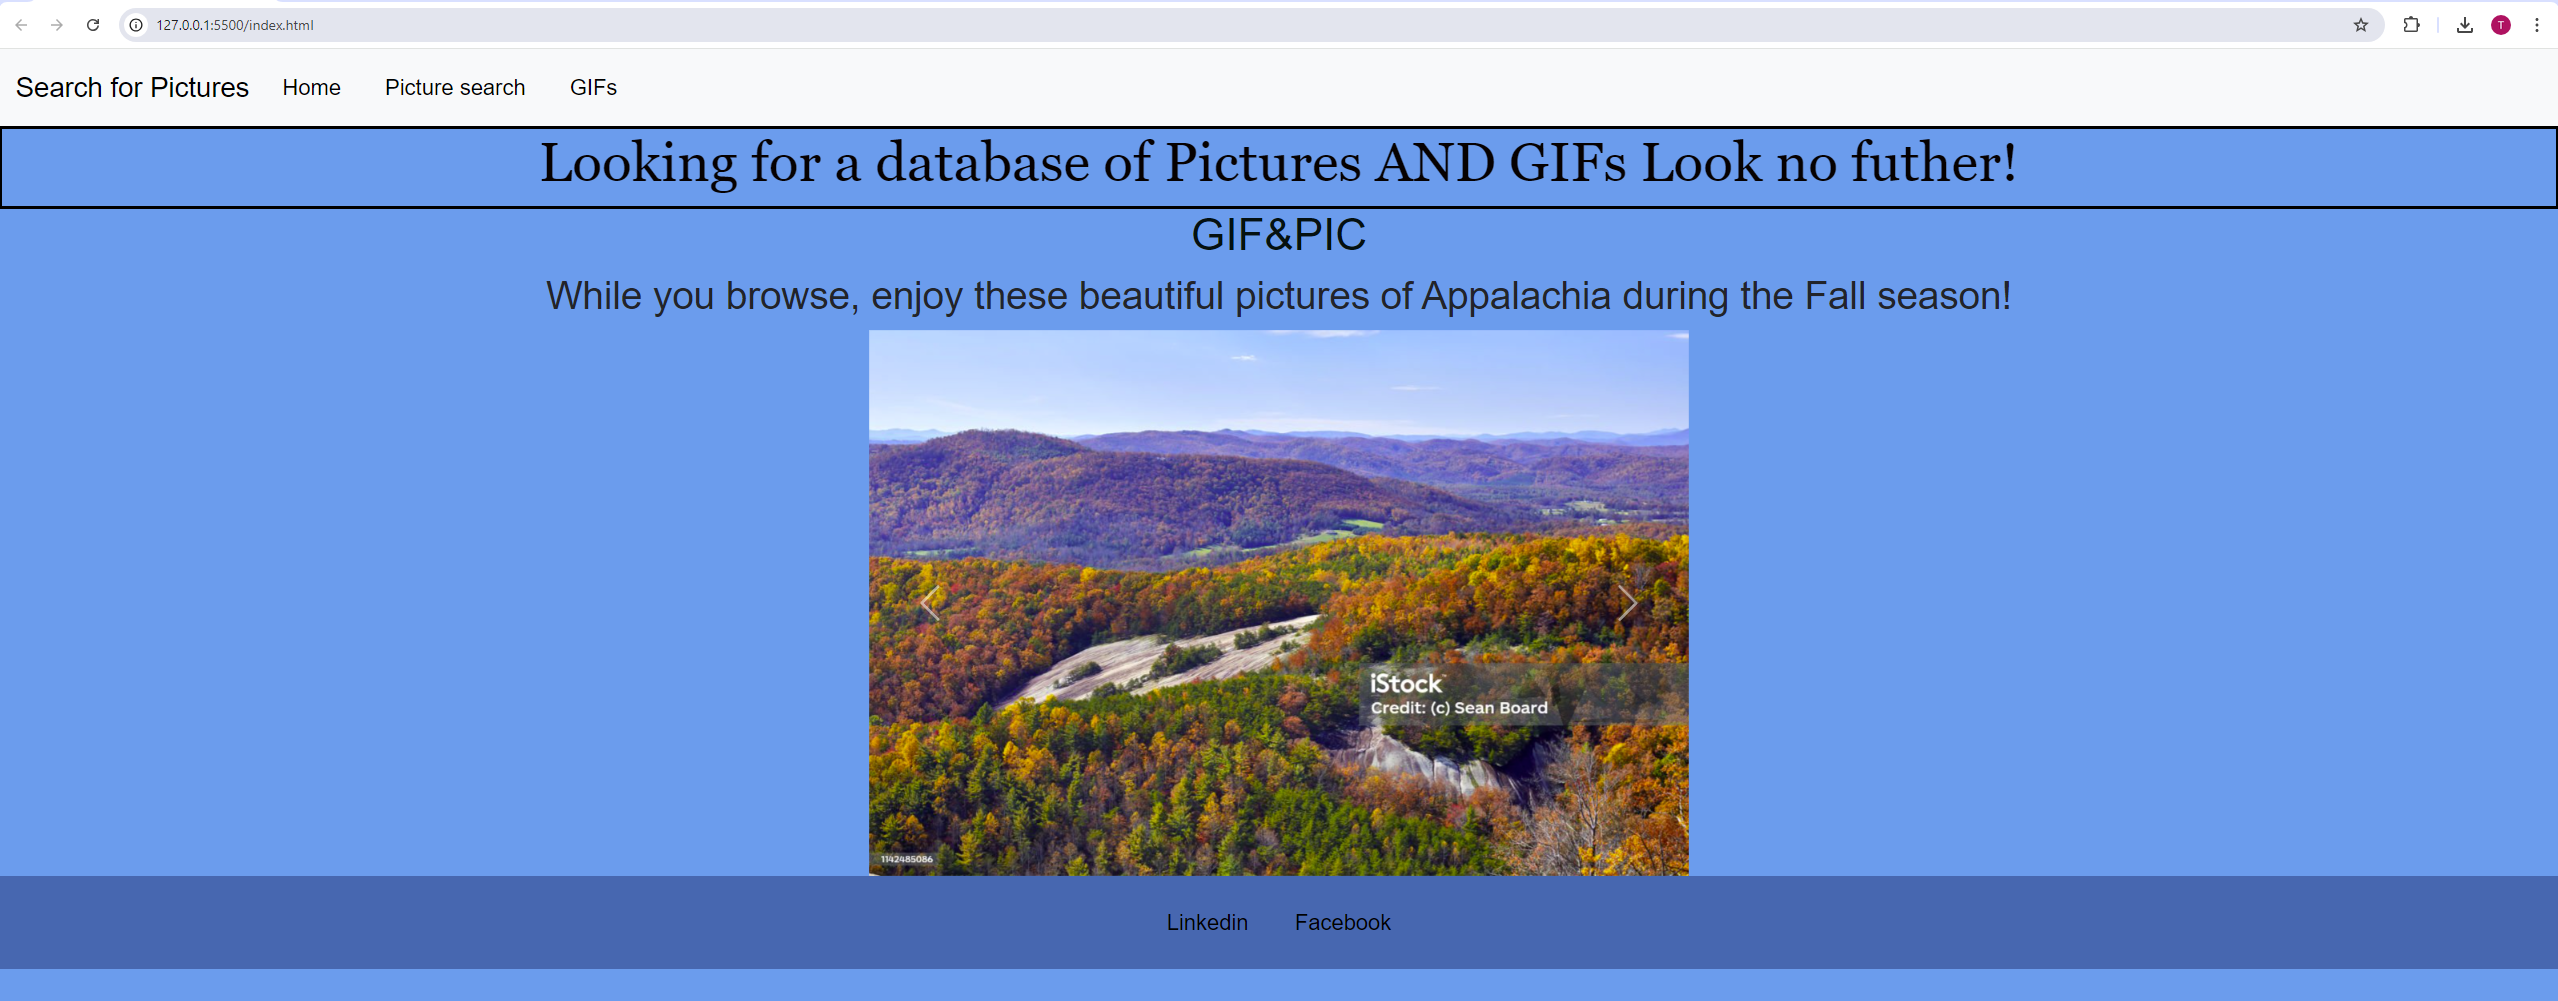 127.0.0.1:5500/index.html
T
Search for Pictures Home Picture search GIFs
Looking for a database of Pictures AND GIFs Look no futher!
GIF&PIC
While you browse, enjoy these beautiful pictures of Appalachia during the Fall season!
iStock
Credit: (c) Sean Board
1142485086
Linkedin Facebook